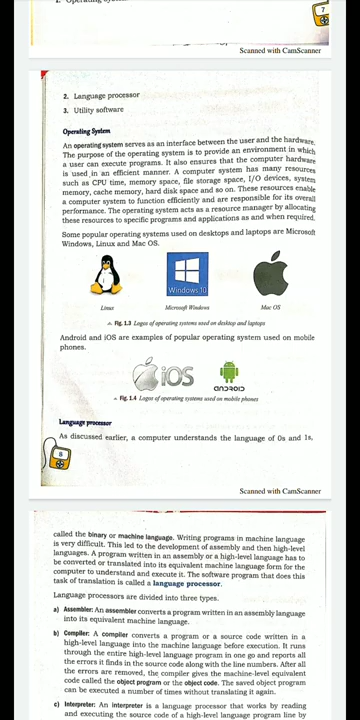 7
Scanned with CamScanner
2. Language processor
3. Utility software
Operating System
An operating system serves as an interface between the user and the hardware.
The purpose of the operating system is to provide an environment in which
a user can execute programs. It also ensures that the computer hardware
is used in an efficient manner. A computer system has many resources
such as CPU time, memory space, file storage space, I/O devices, system
memory, cache memory, hard disk space and so on. These resources enable
a computer system to function efficiently and are responsible for its overall
performance. The operating system acts as a resource manager by allocating
these resources to specific programs and applications as and when required.
Some popular operating systems used on desktops and laptops are Microsoft
Windows, Linux and Mac OS.
Windows 10
Linux
Microsoft Windows
Mac OS
Fig. 1.3 Logos of operating systems used on desktop and laptops
Android and iOS are examples of popular operating system used on mobile
phones.
iOS
ANDROID
Fig. 1.4 Logos of operating systems used on mobile phones
Language processor
As discussed earlier, a computer understands the language of 0s and 1s,
8
Scanned with CamScanner
called the binary or machine language. Writing programs in machine language
is very difficult. This led to the development of assembly and then high-level
languages. A program written in an assembly or a high-level language has to
be converted or translated into its equivalent machine language form for the
computer to understand and execute it. The software program that does this
task of translation is called a language processor.
Language processors are divided into three types.
a) Assembler: An assembler converts a program written in an assembly language
into its equivalent machine language.
b) Compiler: A compiler converts a program or a source code written in a
high-level language into the machine language before execution. It runs
through the entire high-level language program in one go and reports all
the errors it finds in the source code along with the line numbers. After all
the errors are removed, the compiler gives the machine-level equivalent
code called the object program or the object code. The saved object program
can be executed a number of times without translating it again.
c) Interpreter: An interpreter is a language processor that works by reading
and executing the source code of a high-level language program line by